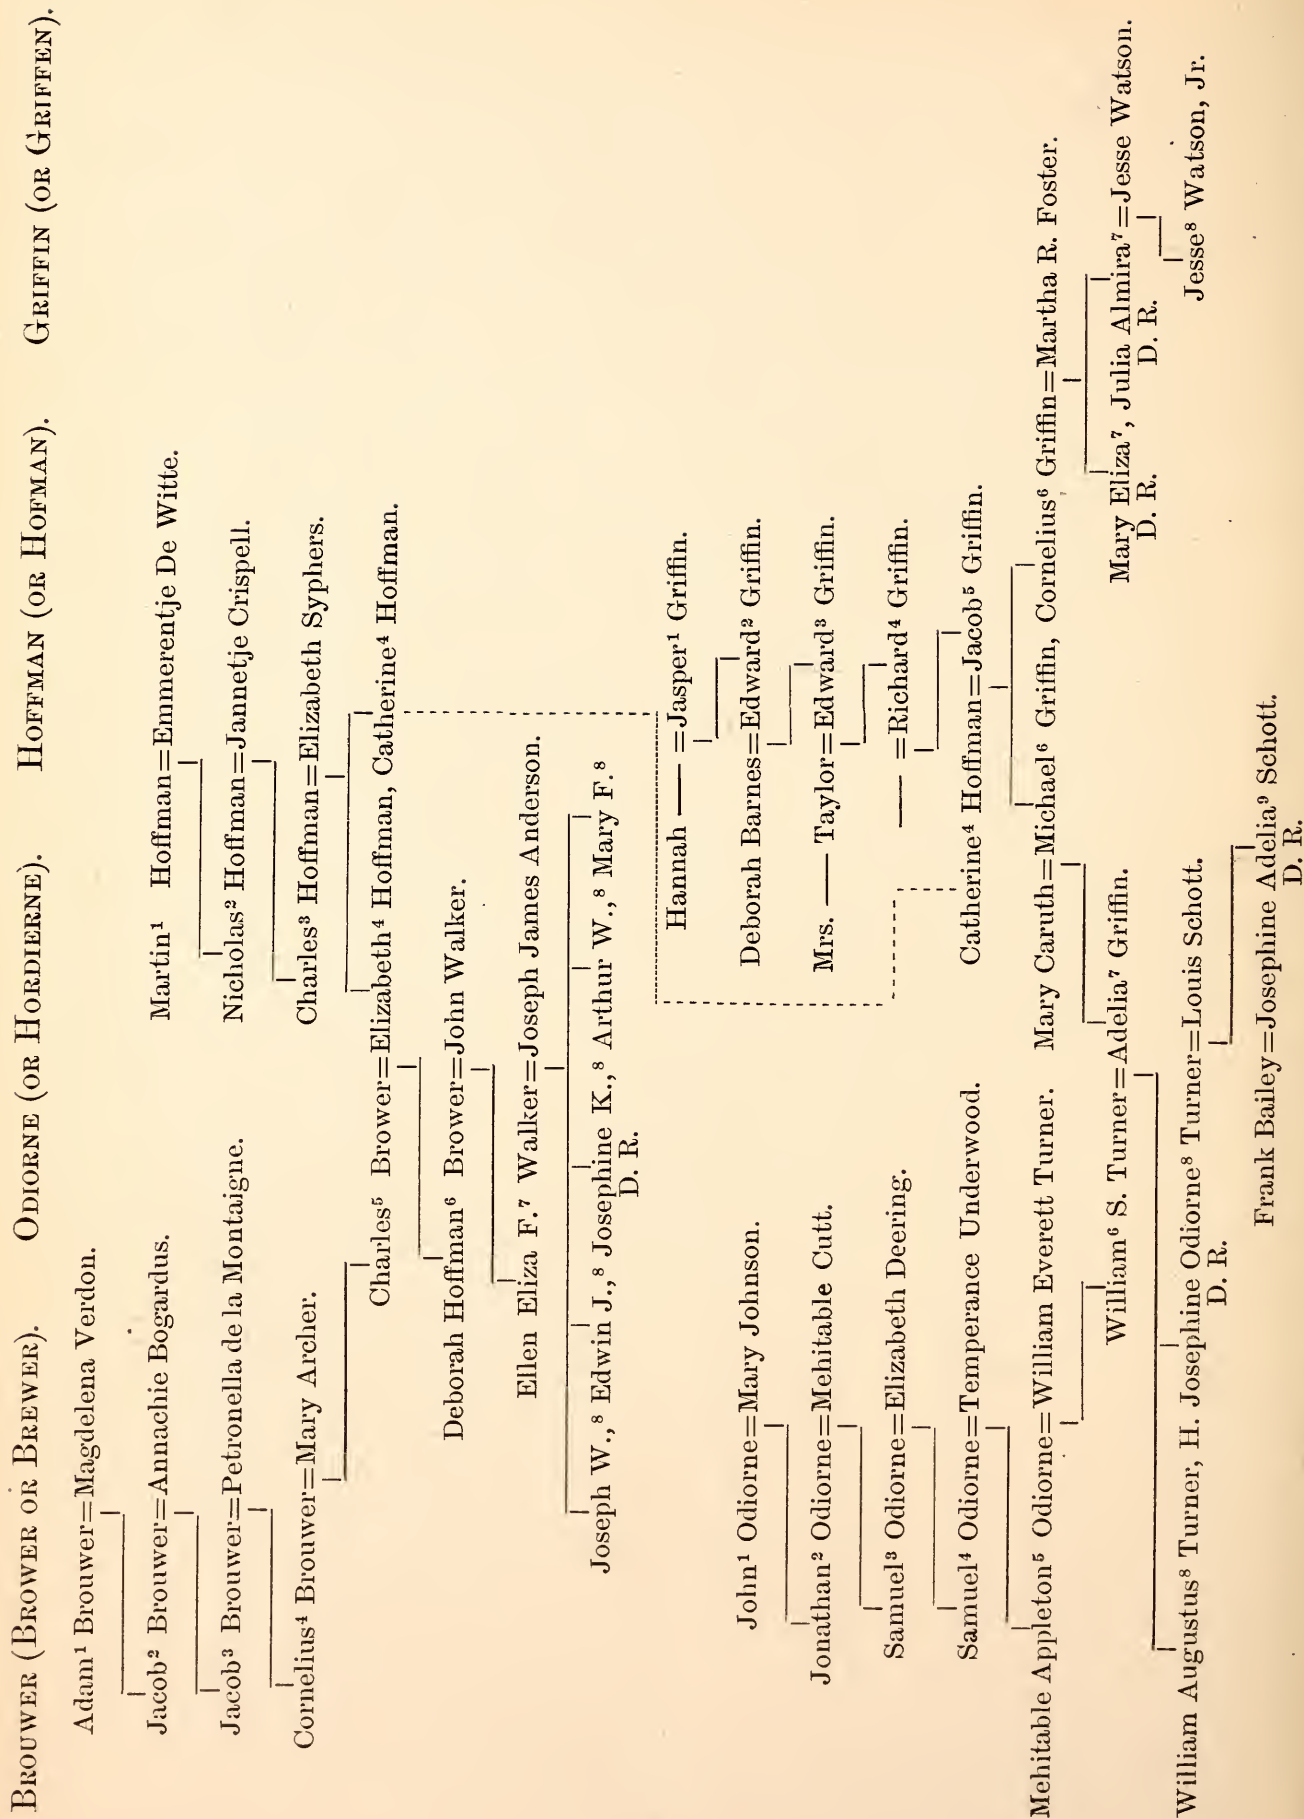 BROUWER (BROWER OR BREWER). ODIORNE (OR HORDIERNE). HOFFMAN (OR HOFMAN). GRIFFIN (OR GRIFFEN).
Adam¹ Brouwer=Magdelena Verdon.
Jacob² Brouwer=Annachie Bogardus.
Jacob³ Brouwer=Petronella de la Montaigne.
Cornelius⁴ Brouwer=Mary Archer.
Martin¹ Hoffman=Emmerentje De Witte.
Nicholas² Hoffman=Jannetje Crispell.
Charles³ Hoffman=Elizabeth Syphers.
Charles⁵ Brower=Elizabeth⁴ Hoffman, Catherine⁴ Hoffman.
Deborah Hoffman⁶ Brower=John Walker.
Ellen Eliza F.⁷ Walker=Joseph James Anderson.
Joseph W.,⁸ Edwin J.,⁸ Josephine K.,⁸ Arthur W.,⁸ Mary F.⁸
D. R.
Hannah —— =Jasper¹ Griffin.
Deborah Barnes=Edward² Griffin.
Mrs. —— Taylor=Edward³ Griffin.
—— =Richard⁴ Griffin.
Catherine⁴ Hoffman=Jacob⁵ Griffin.
John¹ Odiorne=Mary Johnson.
Jonathan² Odiorne=Mehitable Cutt.
Samuel³ Odiorne=Elizabeth Deering.
Samuel⁴ Odiorne=Temperance Underwood.
Mehitable Appleton⁵ Odiorne=William Everett Turner.
Mary Caruth=Michael⁶ Griffin, Cornelius⁶ Griffin=Martha R. Foster.
William⁶ S. Turner=Adelia⁷ Griffin.
Mary Eliza⁷, Julia Almira⁷=Jesse Watson.
D. R. D. R.
William Augustus⁸ Turner, H. Josephine Odiorne⁸ Turner=Louis Schott.
D. R.
Jesse⁸ Watson, Jr.
Frank Bailey=Josephine Adelia⁹ Schott.
D. R.